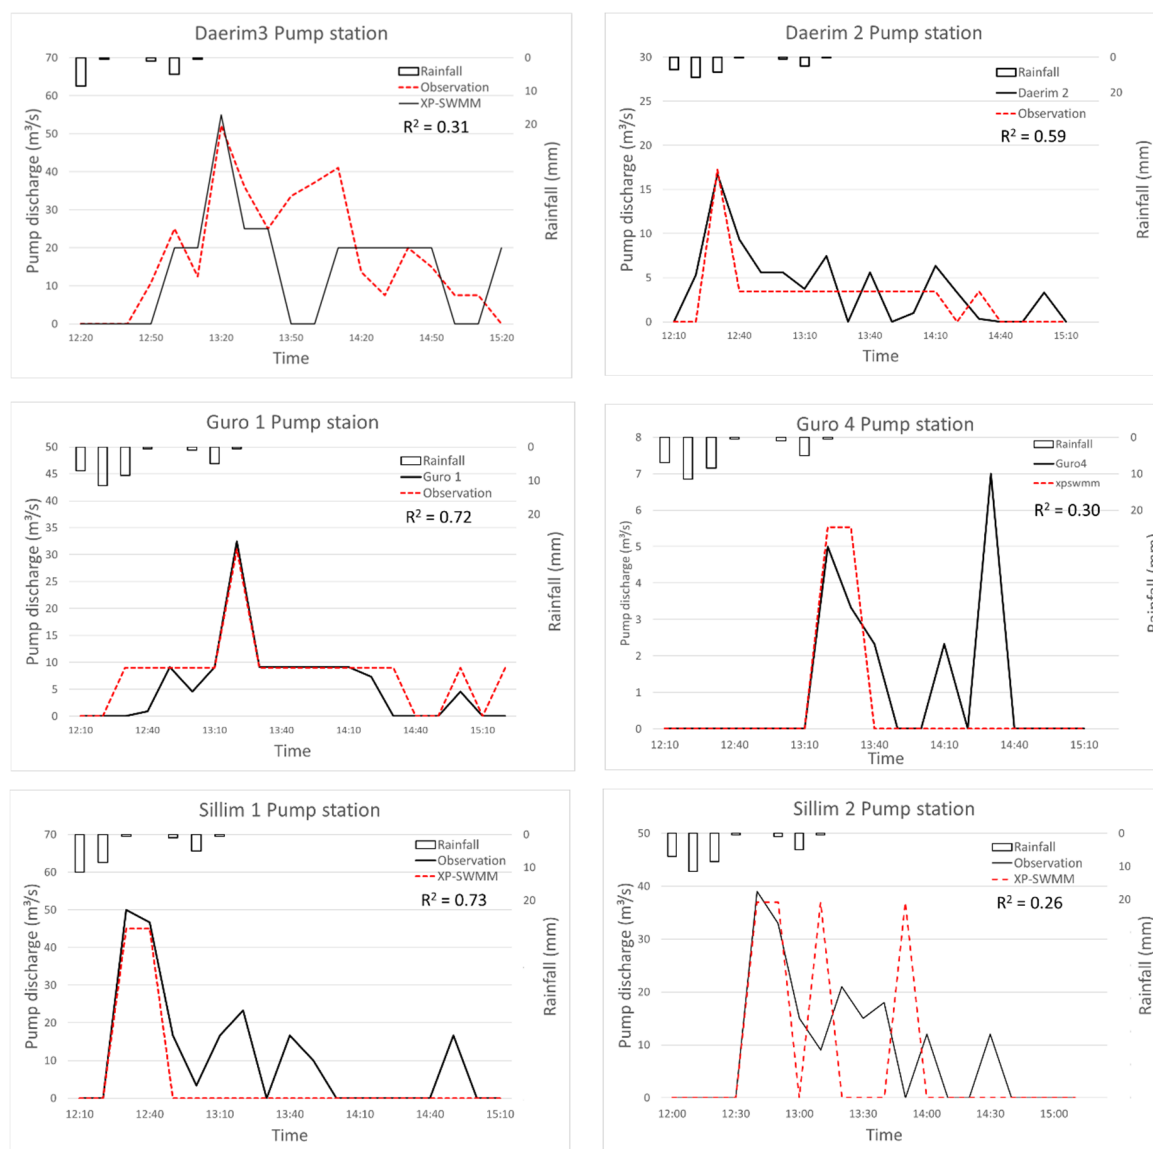 Daerim3 Pump station
70
60
50
40
30
20
10
0
Pump discharge (m³/s)
Rainfall
Observation
XP-SWMM
R² = 0.31
0
10
20
Rainfall (mm)
12:20 12:50 13:20 13:50 14:20 14:50 15:20
Time
Daerim 2 Pump station
30
25
20
15
10
5
0
Pump discharge (m³/s)
Rainfall
Daerim 2
Observation
R² = 0.59
0
20
Rainfall (mm)
12:10 12:40 13:10 13:40 14:10 14:40 15:10
Time
Guro 1 Pump staion
50
45
40
35
30
25
20
15
10
5
0
Pump discharge (m³/s)
Rainfall
Guro 1
Observation
R² = 0.72
0
10
20
Rainfall (mm)
12:10 12:40 13:10 13:40 14:10 14:40 15:10
Time
Guro 4 Pump station
8
7
6
5
4
3
2
1
0
Pump discharge (m³/s)
Rainfall
Guro4
xpswmm
R² = 0.30
0
10
20
Rainfall (mm)
12:10 12:40 13:10 13:40 14:10 14:40 15:10
Time
Sillim 1 Pump station
70
60
50
40
30
20
10
0
Pump discharge (m³/s)
Rainfall
Observation
XP-SWMM
R² = 0.73
0
10
20
Rainfall (mm)
12:10 12:40 13:10 13:40 14:10 14:40 15:10
Time
Sillim 2 Pump station
50
40
30
20
10
0
Pump discharge (m³/s)
Rainfall
Observation
XP-SWMM
R² = 0.26
0
10
20
Rainfall (mm)
12:00 12:30 13:00 13:30 14:00 14:30 15:00
Time